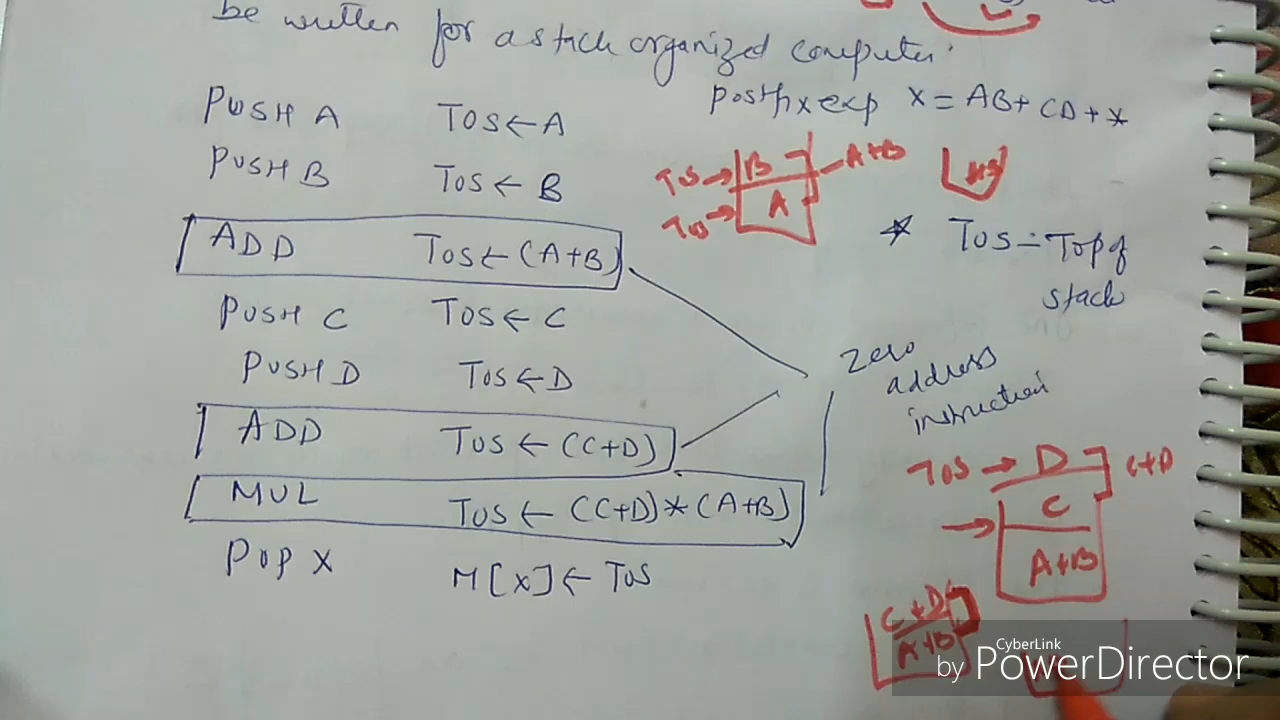 be written for a stack organized computer.
postfix exp X = AB+ CD+*
PUSH A TOS ← A
PUSH B TOS ← B
TOS → B A+B
TOS → A
ADD TOS ← (A+B)
* TOS = Top of
stack
PUSH C TOS ← C
PUSH D TOS ← D
zero
address
instruction
ADD TOS ← (C+D)
MUL TOS ← (C+D)*(A+B)
POP X M[X] ← TOS
TOS → D C+D
C
A+B
C+D
A+B
CyberLink
by PowerDirector